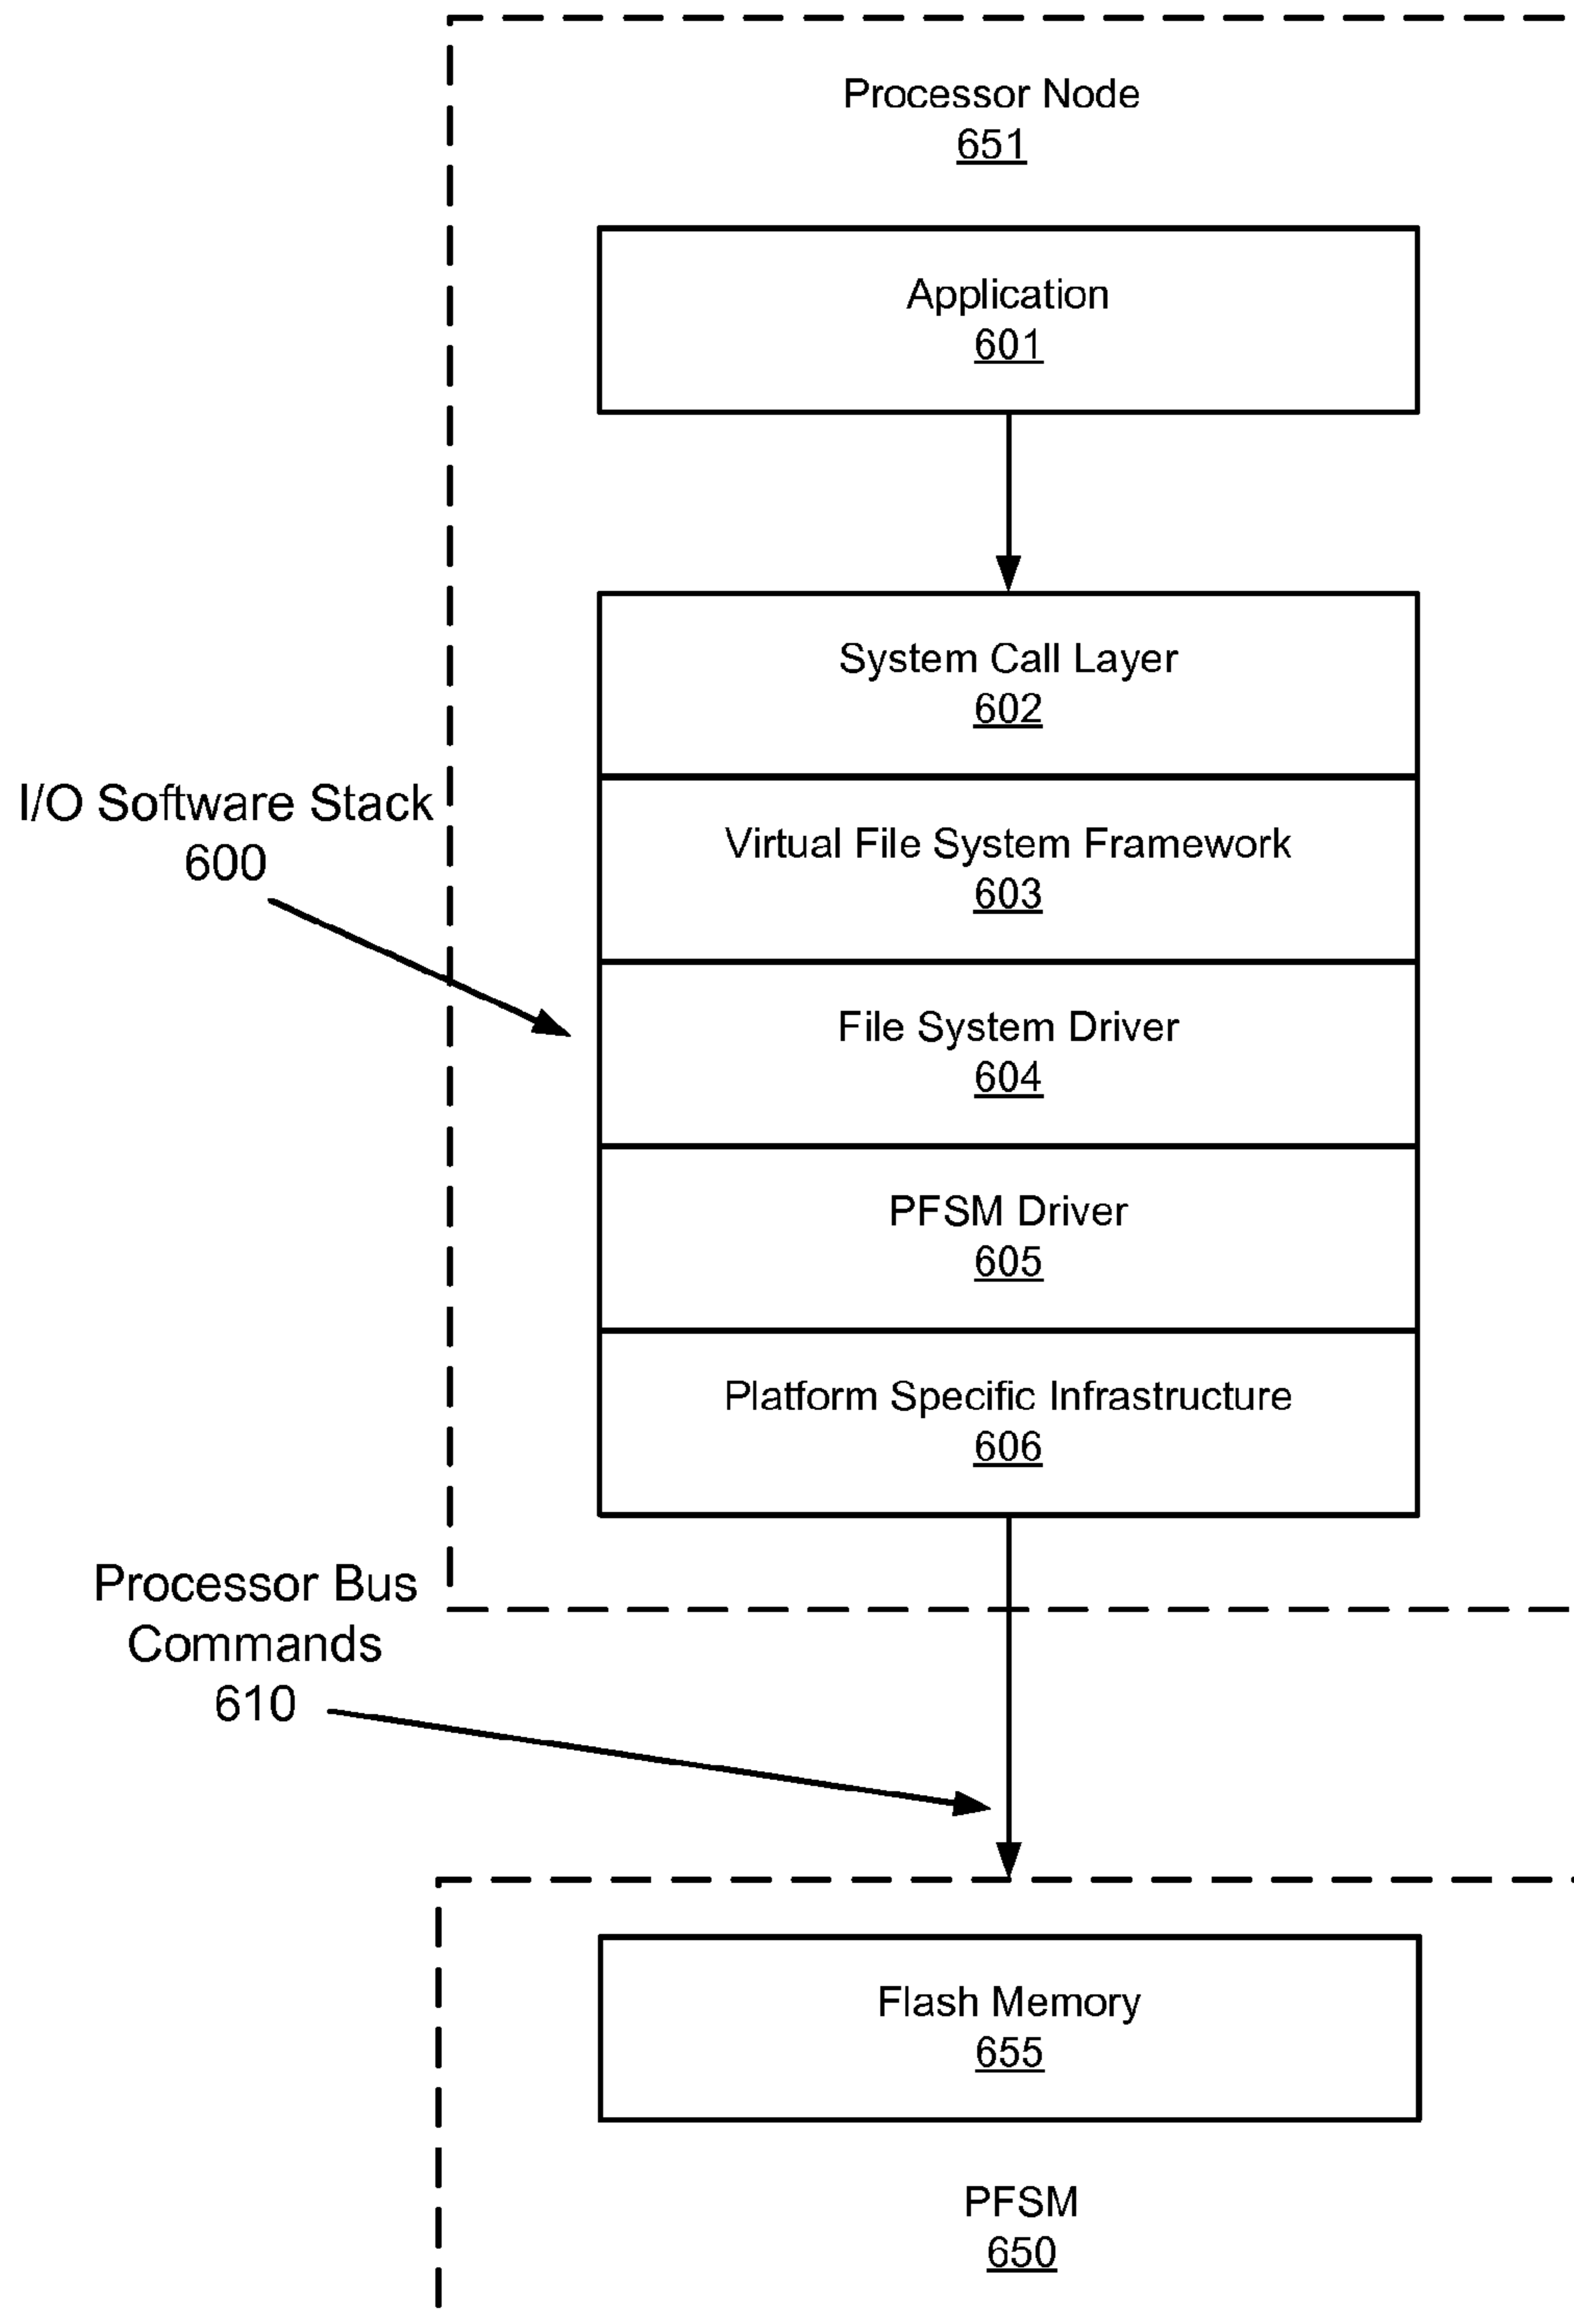 Processor Node
651
Application
601
System Call Layer
602
I/O Software Stack
600
Virtual File System Framework
603
File System Driver
604
PFSM Driver
605
Platform Specific Infrastructure
606
Processor Bus
Commands
610
Flash Memory
655
PFSM
650